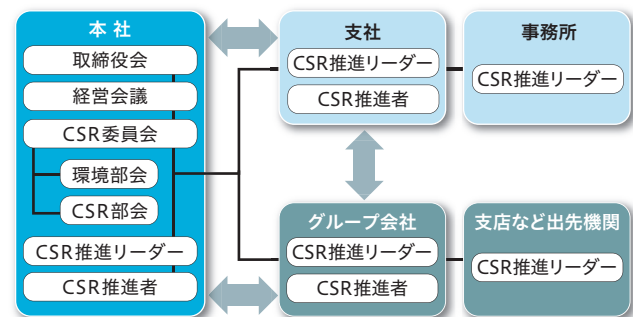 本社
取締役会
経営会議
CSR委員会
環境部会
CSR部会
CSR推進リーダー
CSR推進者
支社
CSR推進リーダー
CSR推進者
事務所
CSR推進リーダー
グループ会社
CSR推進リーダー
CSR推進者
支店など出先機関
CSR推進リーダー